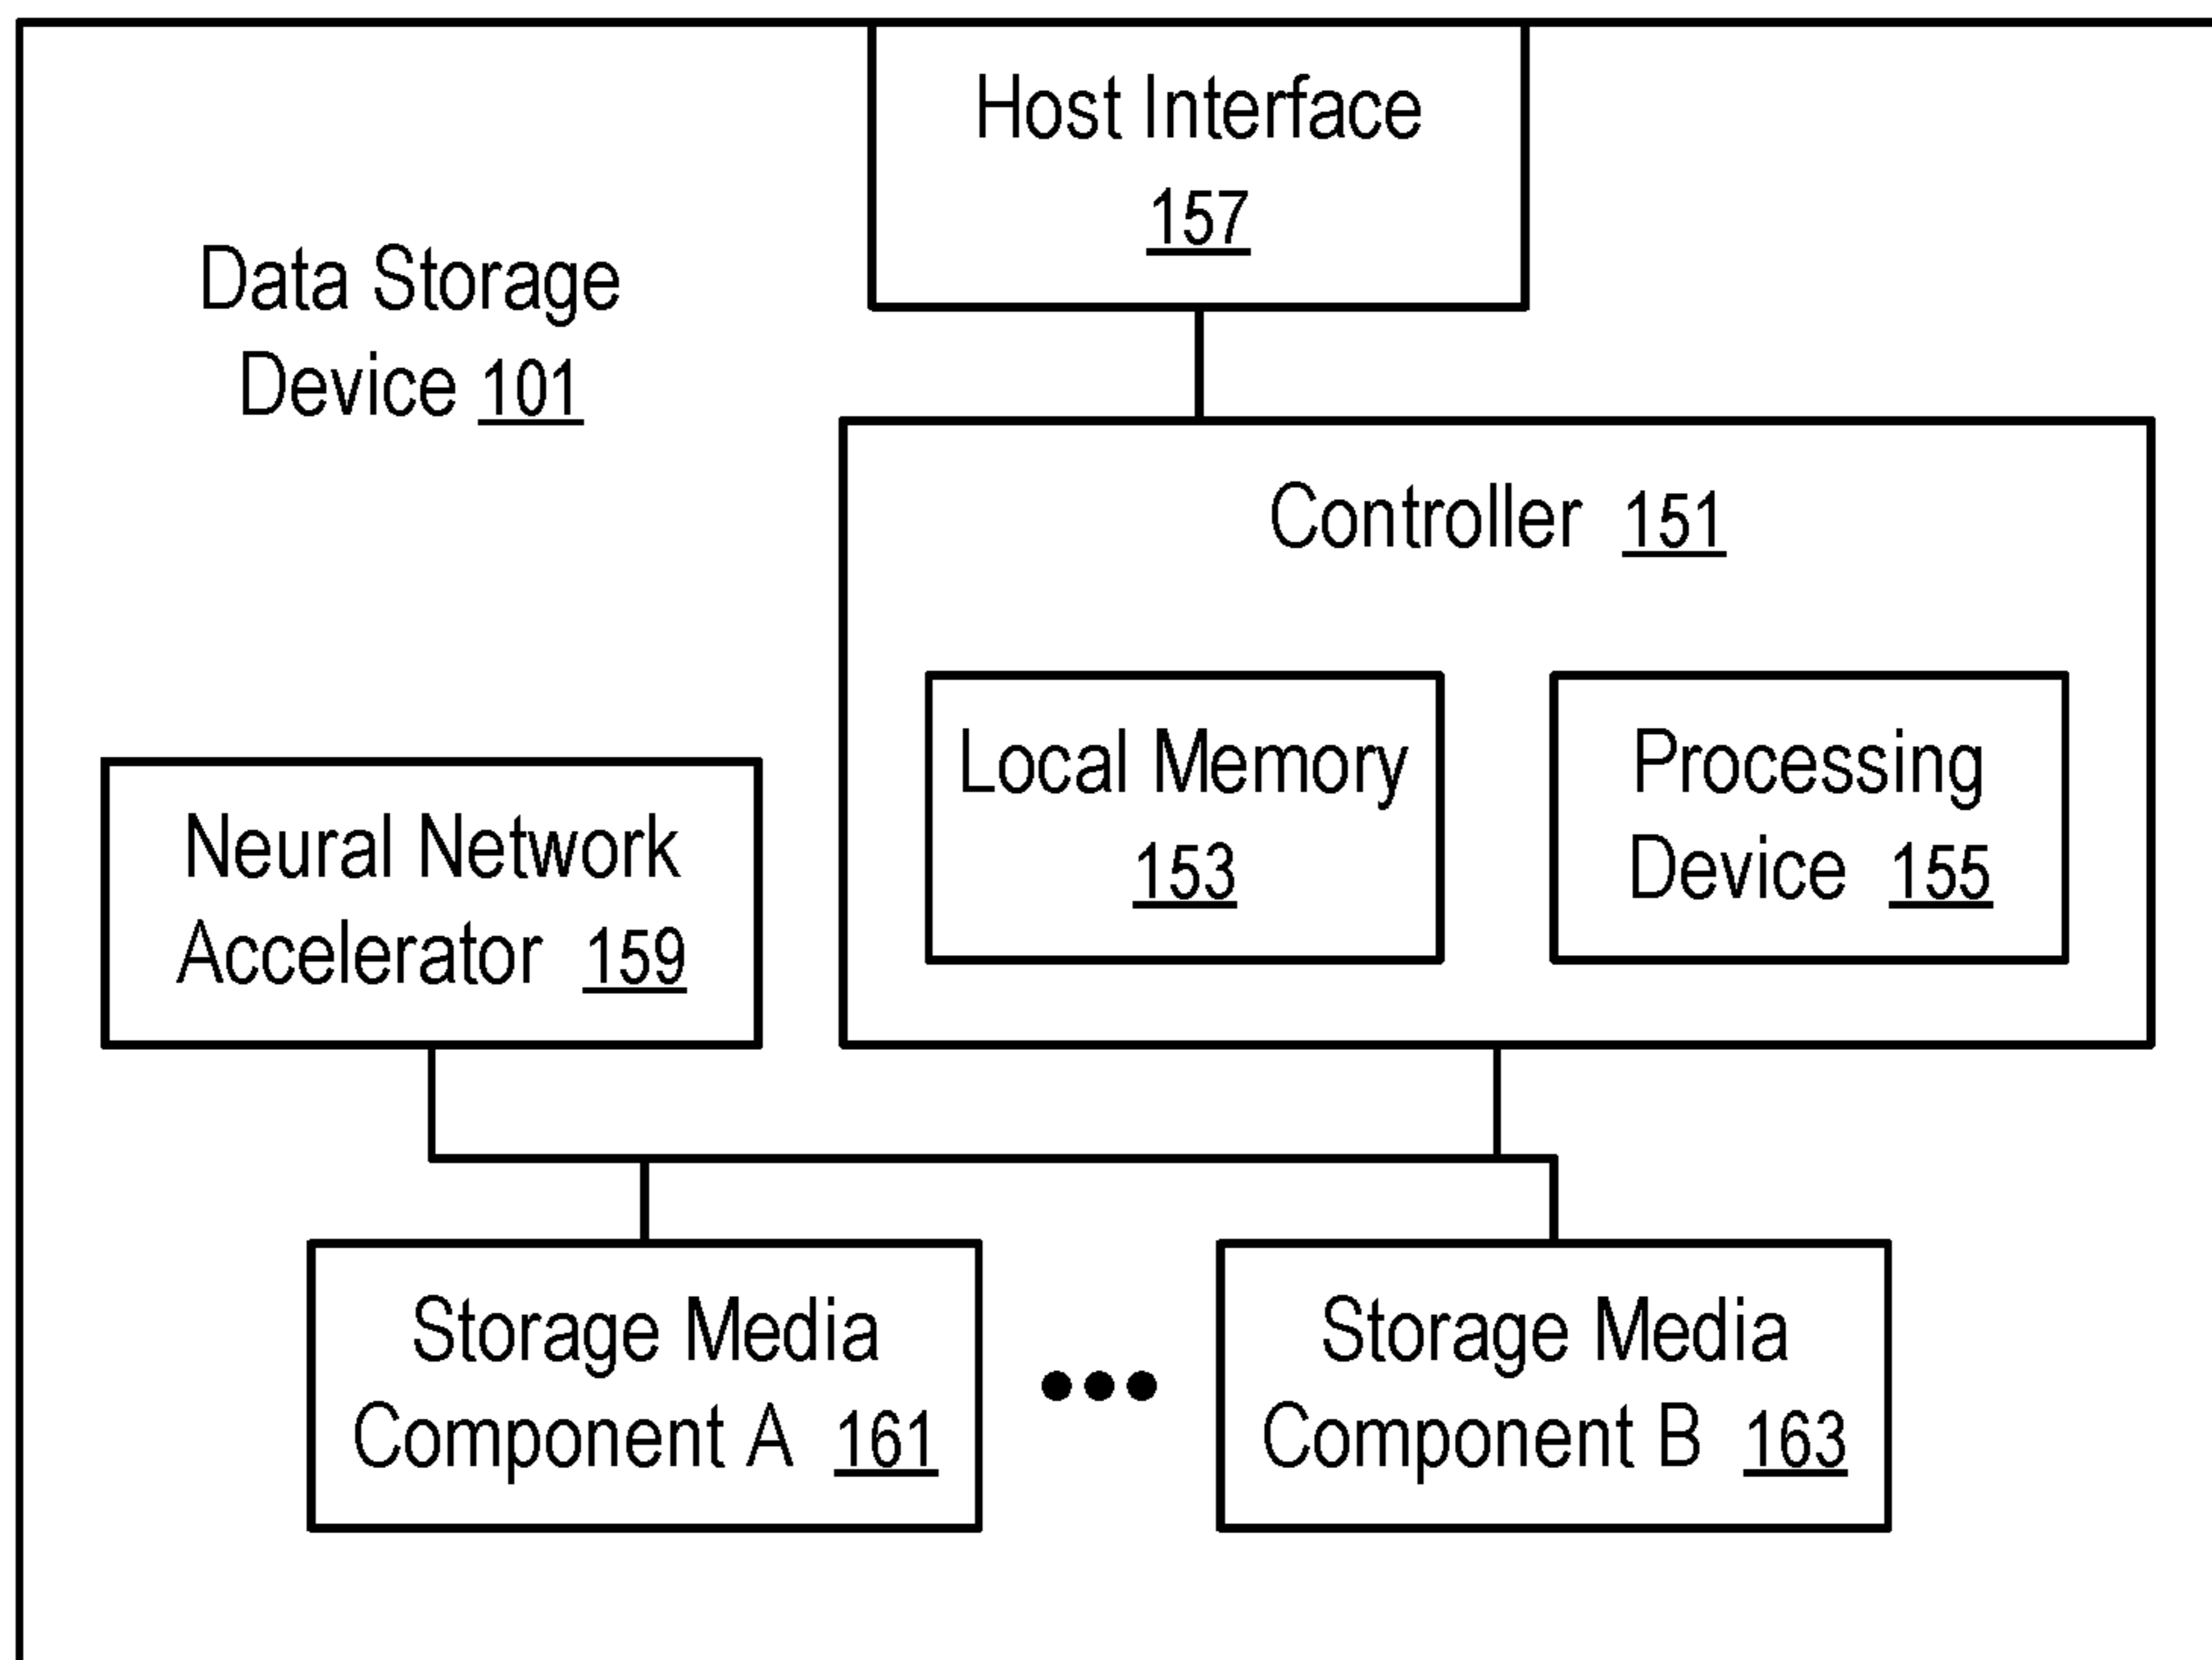 Host Interface
157
Data Storage
Device 101
Controller 151
Local Memory
153
Processing
Device 155
Neural Network
Accelerator 159
Storage Media
Component A 161
Storage Media
Component B 163